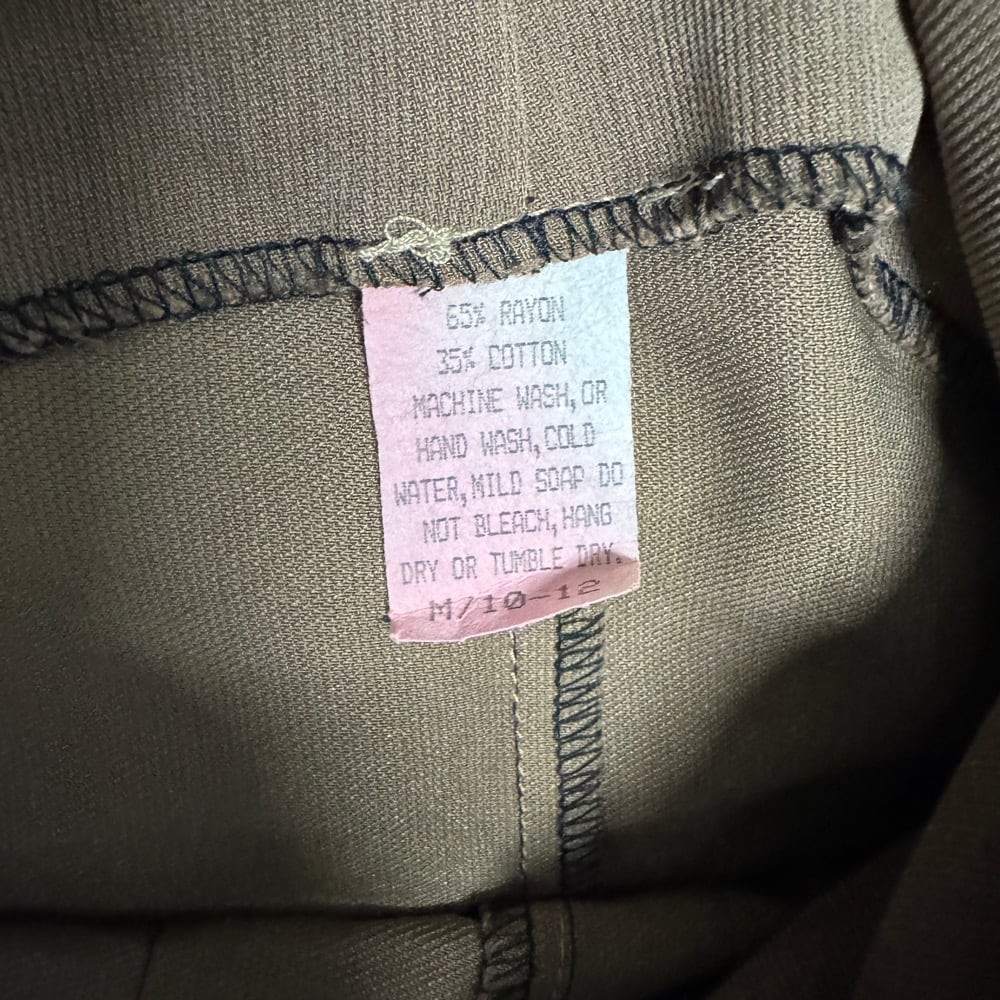 65% RAYON
35% COTTON
MACHINE WASH, OR
HAND WASH, COLD
WATER, MILD SOAP DO
NOT BLEACH, HANG
DRY OR TUMBLE DRY.
M/10-12